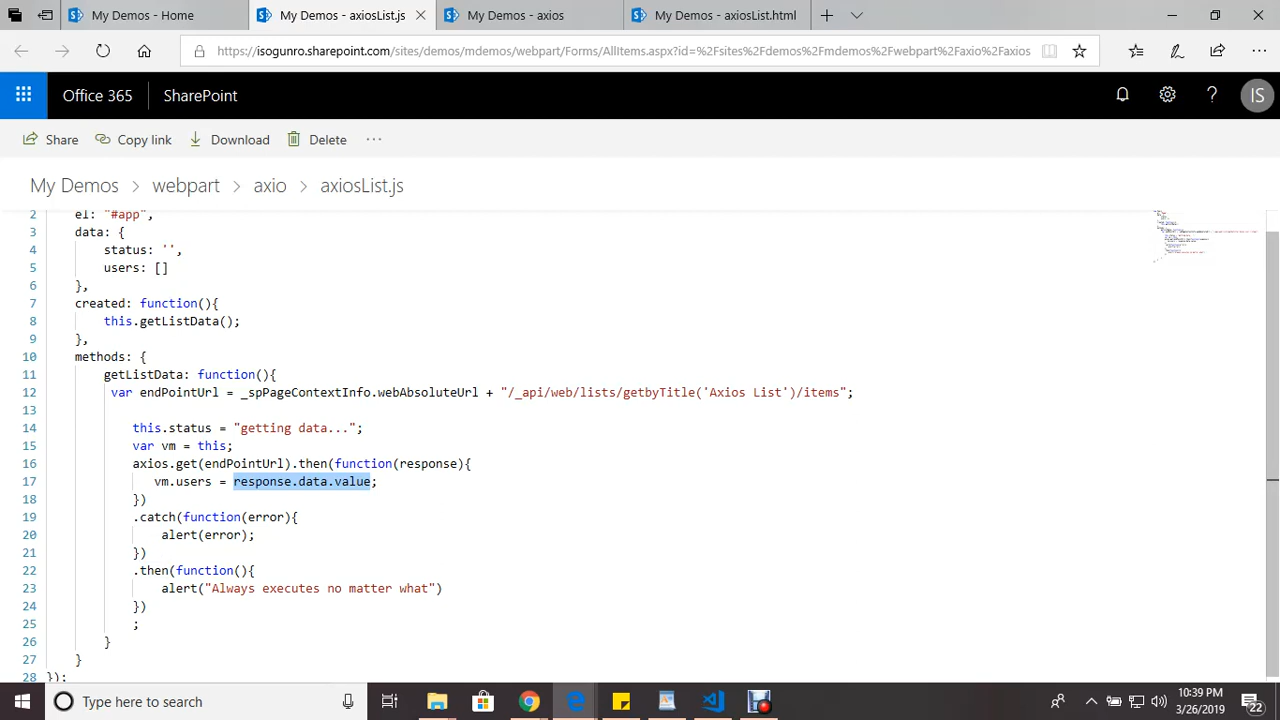 My Demos - Home
My Demos - axiosList.js
My Demos - axios
My Demos - axiosList.html
https://isogunro.sharepoint.com/sites/demos/mdemos/webpart/Forms/AllItems.aspx?id=%2Fsites%2Fdemos%2Fmdemos%2Fwebpart%2Faxio%2Faxios
Office 365
SharePoint
IS
Share
Copy link
Download
Delete
My Demos > webpart > axio > axiosList.js
2 el: "#app",
3 data: {
4 status: '',
5 users: []
6 },
7 created: function(){
8 this.getListData();
9 },
10 methods: {
11 getListData: function(){
12 var endPointUrl = _spPageContextInfo.webAbsoluteUrl + "/_api/web/lists/getbyTitle('Axios List')/items";
13
14 this.status = "getting data...";
15 var vm = this;
16 axios.get(endPointUrl).then(function(response){
17 vm.users = response.data.value;
18 })
19 .catch(function(error){
20 alert(error);
21 })
22 .then(function(){
23 alert("Always executes no matter what")
24 })
25 ;
26 }
27 }
28 });
Type here to search
10:39 PM
3/26/2019
22